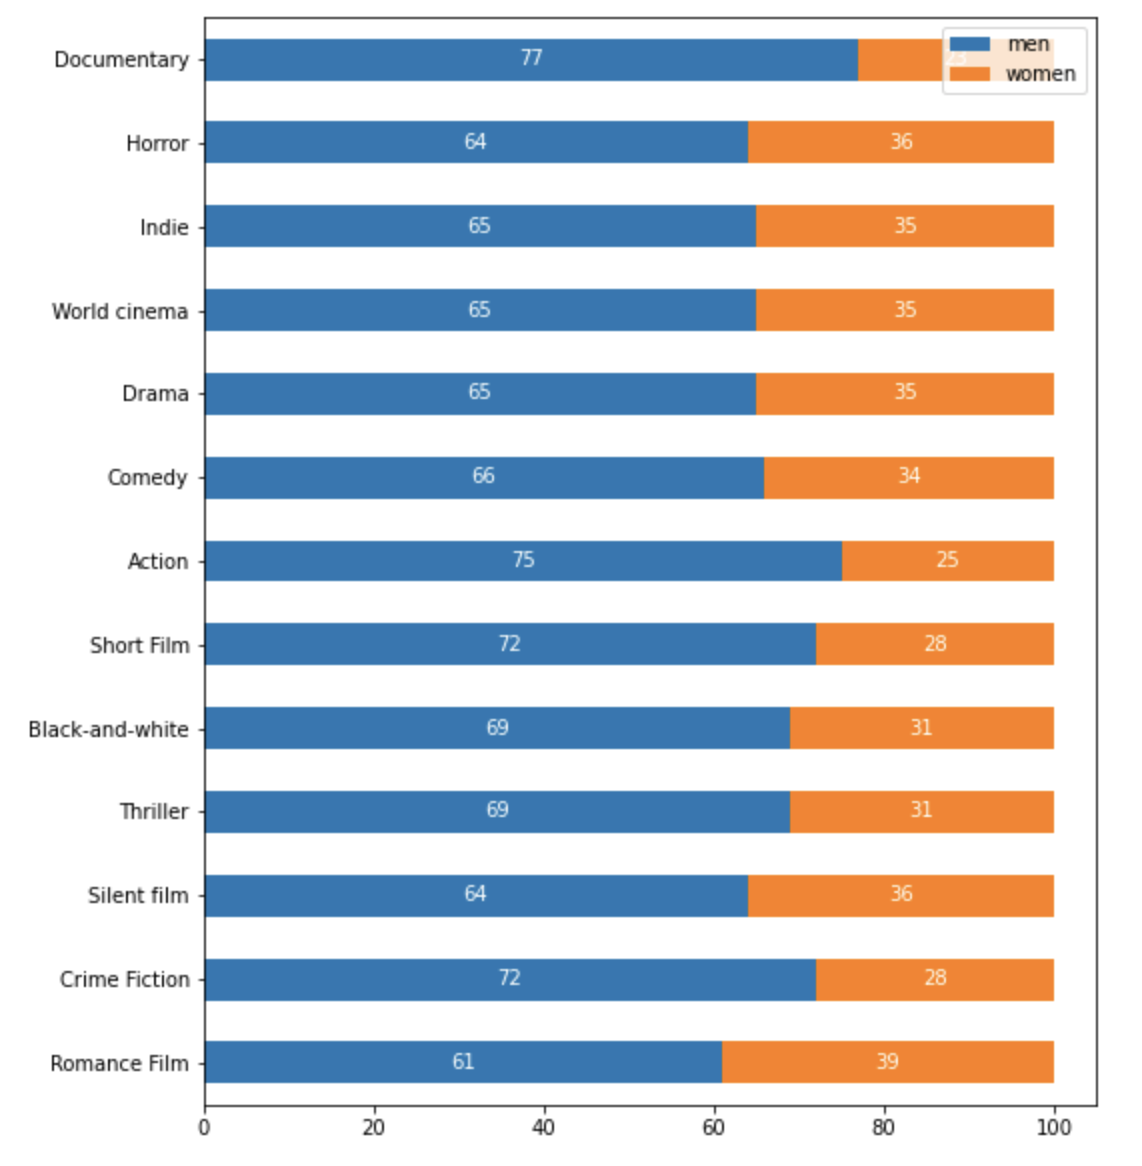 men
women
Documentary 77 23
Horror 64 36
Indie 65 35
World cinema 65 35
Drama 65 35
Comedy 66 34
Action 75 25
Short Film 72 28
Black-and-white 69 31
Thriller 69 31
Silent film 64 36
Crime Fiction 72 28
Romance Film 61 39
0 20 40 60 80 100